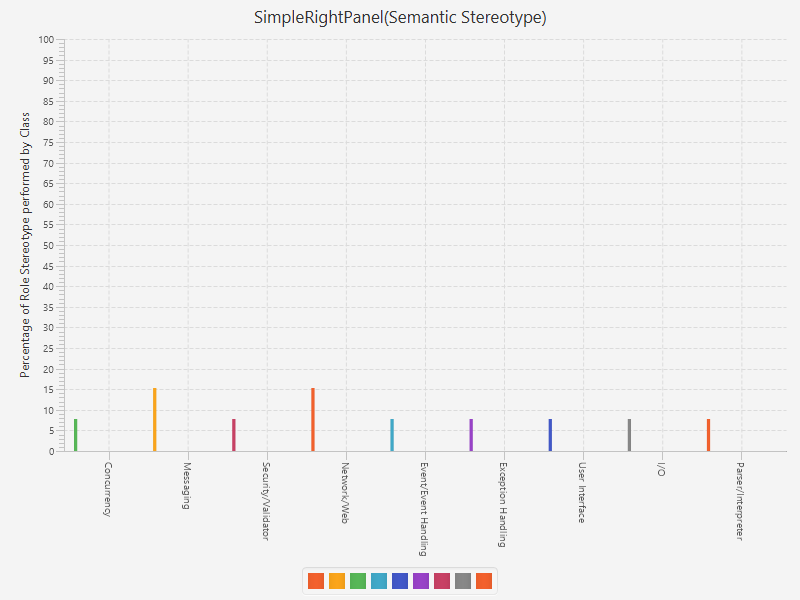 SimpleRightPanel(Semantic Stereotype)
Percentage of Role Stereotype performed by Class
100
95
90
85
80
75
70
65
60
55
50
45
40
35
30
25
20
15
10
5
0
Concurrency
Messaging
Security/Validator
Network/Web
Event/Event Handling
Exception Handling
User Interface
I/O
Parser/Interpreter